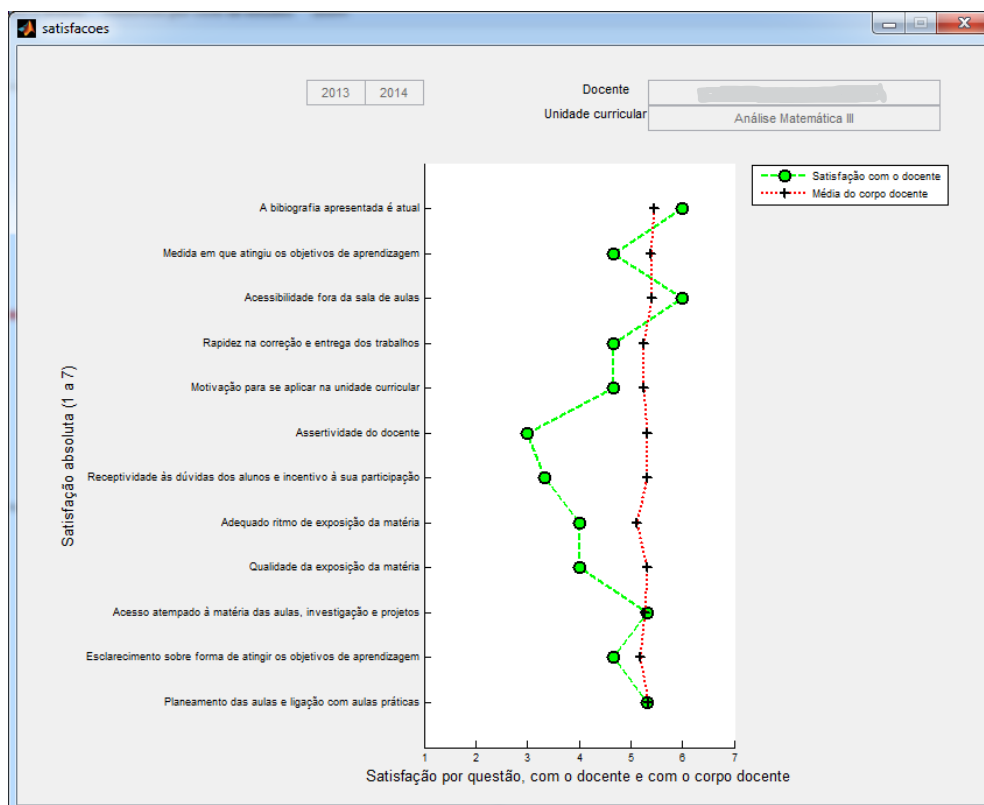 satisfacoes
2013 2014
Docente
Unidade curricular Análise Matemática III
Satisfação com o docente
Média do corpo docente
A bibiografia apresentada é atual
Medida em que atingiu os objetivos de aprendizagem
Acessibilidade fora da sala de aulas
Rapidez na correção e entrega dos trabalhos
Motivação para se aplicar na unidade curricular
Assertividade do docente
Receptividade às dúvidas dos alunos e incentivo à sua participação
Adequado ritmo de exposição da matéria
Qualidade da exposição da matéria
Acesso atempado à matéria das aulas, investigação e projetos
Esclarecimento sobre forma de atingir os objetivos de aprendizagem
Planeamento das aulas e ligação com aulas práticas
Satisfação absoluta (1 a 7)
1 2 3 4 5 6 7
Satisfação por questão, com o docente e com o corpo docente